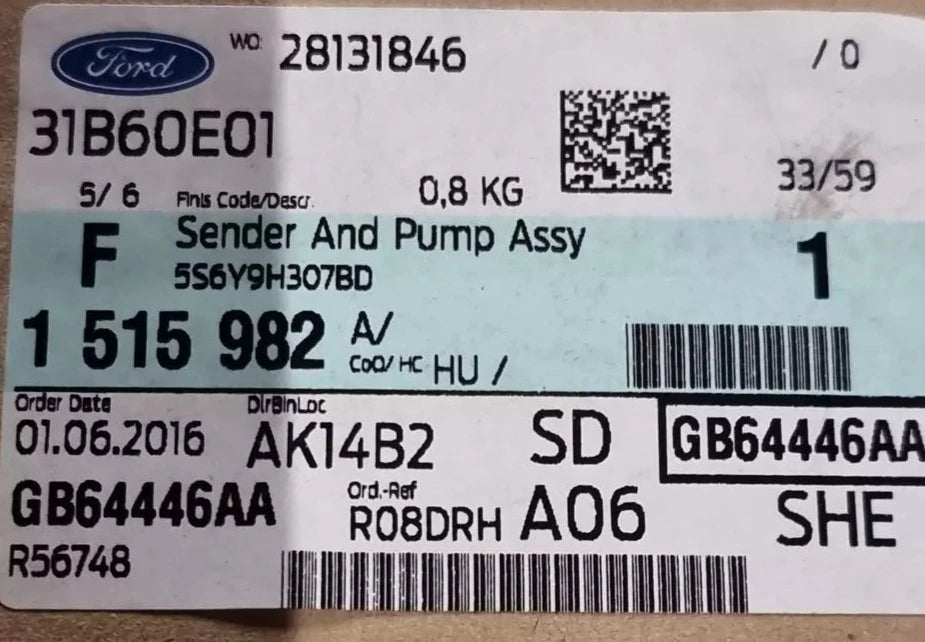 Ford
WO: 28131846 / 0
31B60E01
33/59
5/ 6 Finis Code/Descr. 0,8 KG
F Sender And Pump Assy 1
5S6Y9H307BD
1 515 982 A/
CoO/ HC HU /
Order Date DlrBinLoc
01.06.2016 AK14B2 SD GB64446AA
GB64446AA Ord.-Ref
R08DRH A06 SHE
R56748